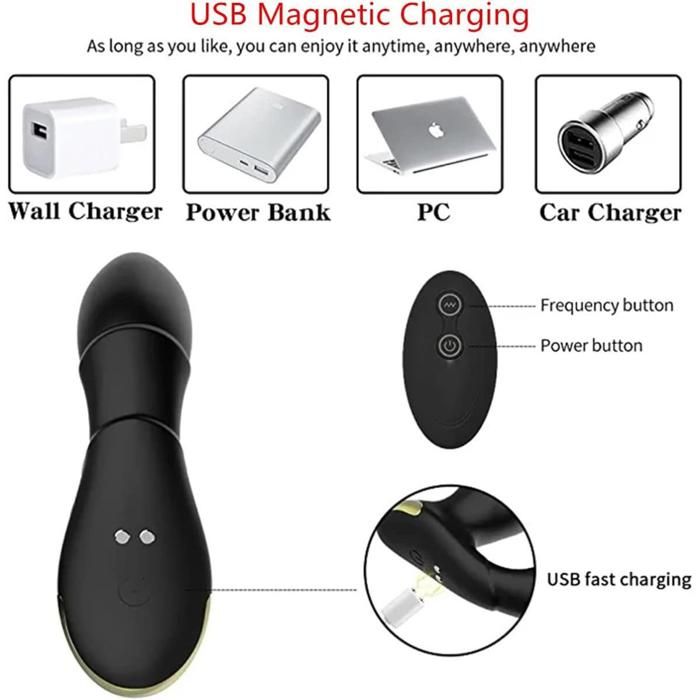 USB Magnetic Charging
As long as you like, you can enjoy it anytime, anywhere, anywhere
Wall Charger
Power Bank
PC
Car Charger
Frequency button
Power button
USB fast charging